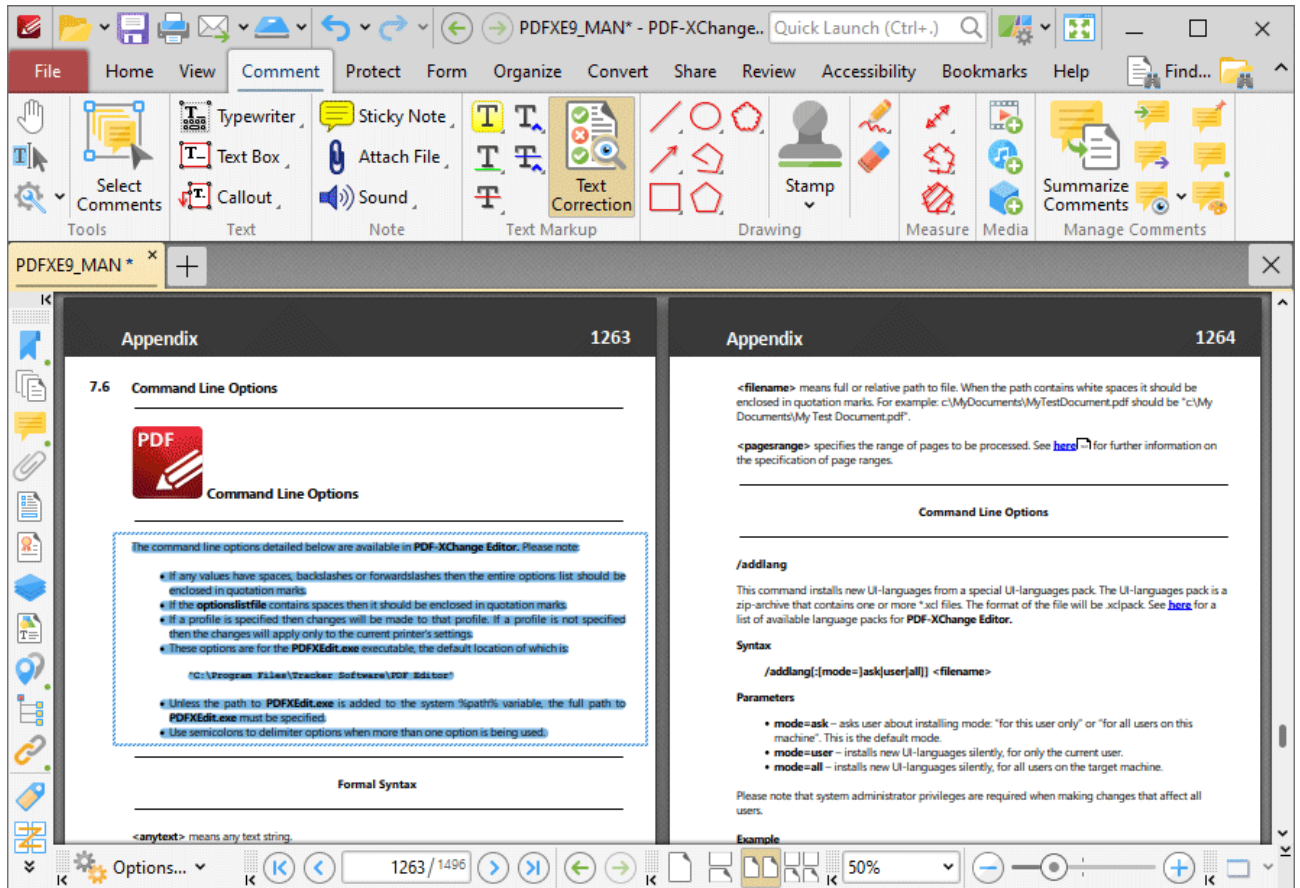 PDFXE9_MAN* - PDF-XChange..
Quick Launch (Ctrl+.)
File Home View Comment Protect Form Organize Convert Share Review Accessibility Bookmarks Help Find...
Select
Comments
Tools
Typewriter
Text Box
Callout
Text
Sticky Note
Attach File
Sound
Note
Text
Correction
Text Markup
Stamp
Drawing
Measure
Media
Summarize
Comments
Manage Comments
PDFXE9_MAN *
Appendix 1263
7.6 Command Line Options
PDF
Command Line Options
The command line options detailed below are available in PDF-XChange Editor. Please note:
• If any values have spaces, backslashes or forwardslashes then the entire options list should be
enclosed in quotation marks.
• If the optionslistfile contains spaces then it should be enclosed in quotation marks.
• If a profile is specified then changes will be made to that profile. If a profile is not specified
then the changes will apply only to the current printer's settings.
• These options are for the PDFXEdit.exe executable, the default location of which is:
"C:\Program Files\Tracker Software\PDF Editor"
• Unless the path to PDFXEdit.exe is added to the system %path% variable, the full path to
PDFXEdit.exe must be specified.
• Use semicolons to delimiter options when more than one option is being used.
Formal Syntax
<anytext> means any text string.
Appendix 1264
<filename> means full or relative path to file. When the path contains white spaces it should be
enclosed in quotation marks. For example: c:\MyDocuments\MyTestDocument.pdf should be "c:\My
Documents\My Test Document.pdf".
<pagesrange> specifies the range of pages to be processed. See here for further information on
the specification of page ranges.
Command Line Options
/addlang
This command installs new UI-languages from a special UI-languages pack. The UI-languages pack is a
zip-archive that contains one or more *.xcl files. The format of the file will be .xclpack. See here for a
list of available language packs for PDF-XChange Editor.
Syntax
/addlang[:[mode=]ask|user|all]] <filename>
Parameters
• mode=ask – asks user about installing mode: "for this user only" or "for all users on this
machine". This is the default mode.
• mode=user – installs new UI-languages silently, for only the current user.
• mode=all – installs new UI-languages silently, for all users on the target machine.
Please note that system administrator privileges are required when making changes that affect all
users.
Example
Options... 1263 / 1496 50%